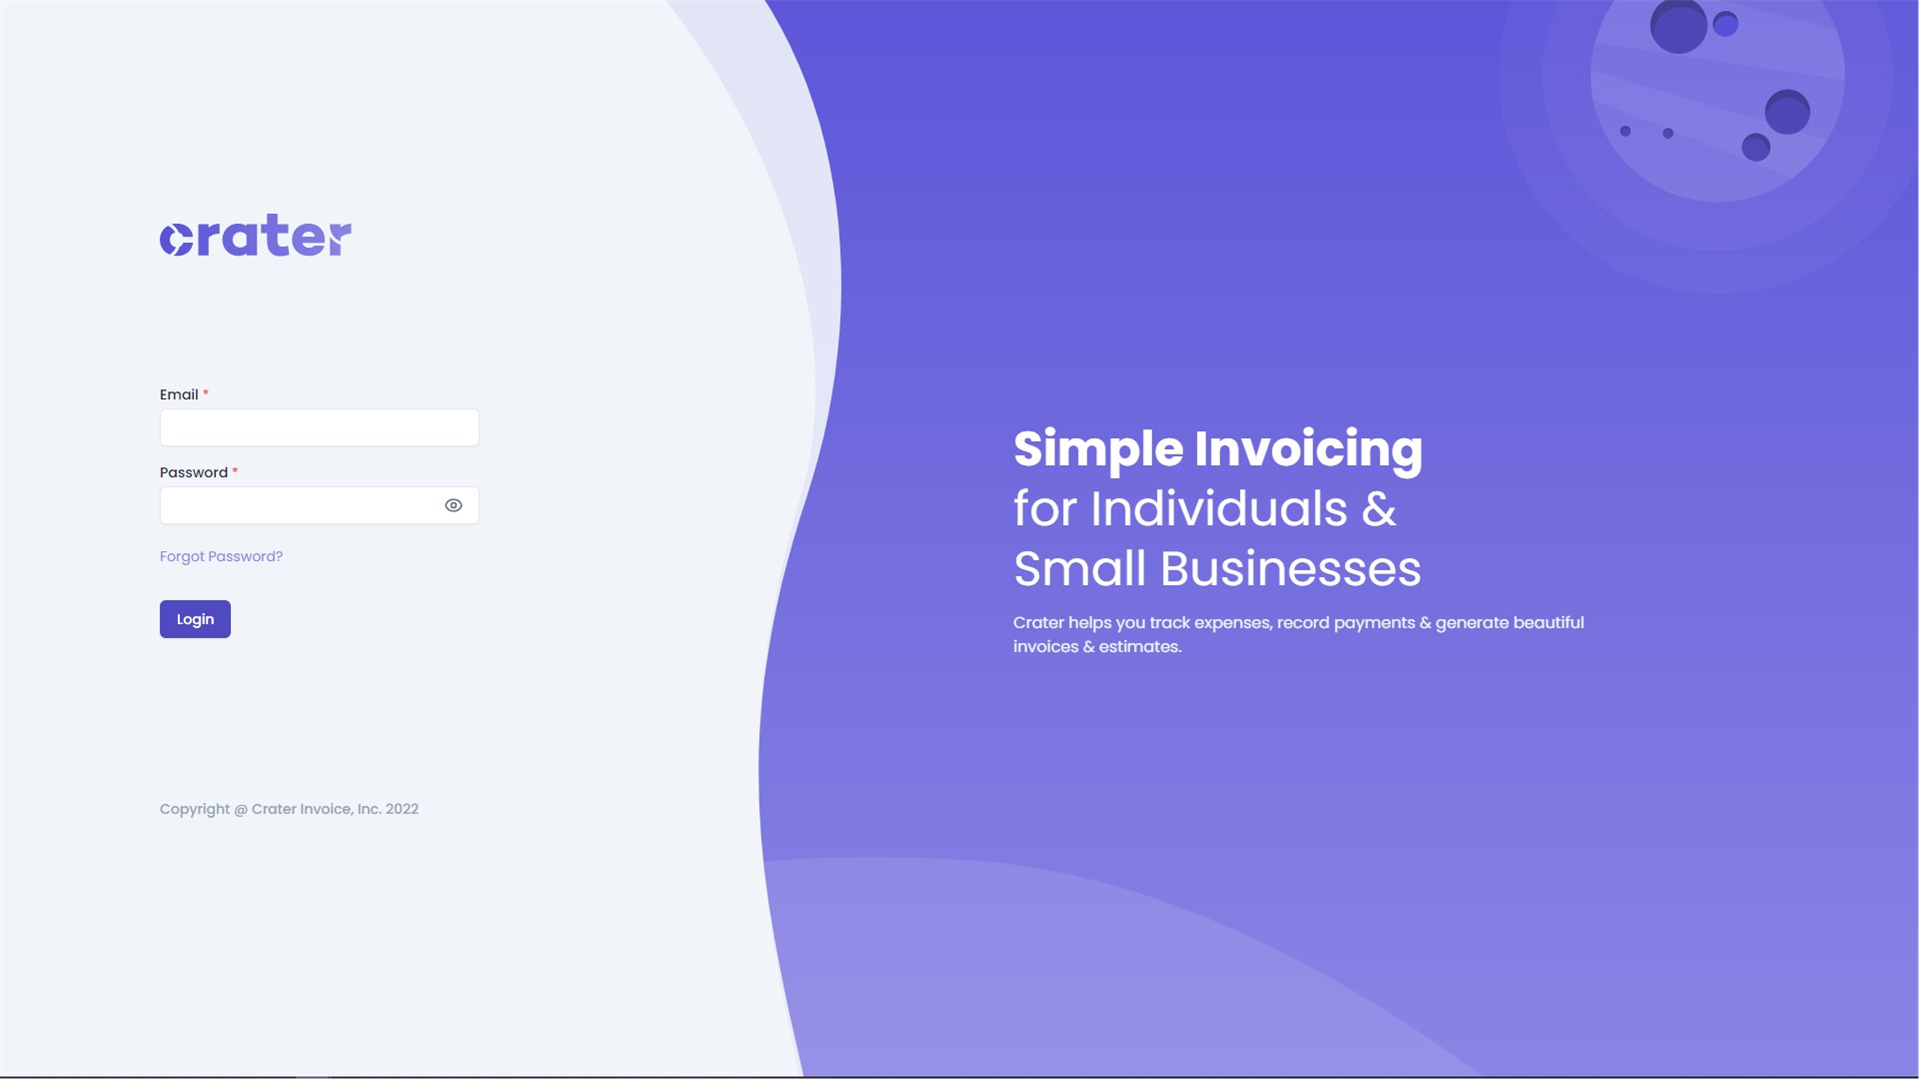 crater
Email *
Password *
Forgot Password?
Login
Copyright @ Crater Invoice, Inc. 2022
Simple Invoicing
for Individuals &
Small Businesses
Crater helps you track expenses, record payments & generate beautiful
invoices & estimates.